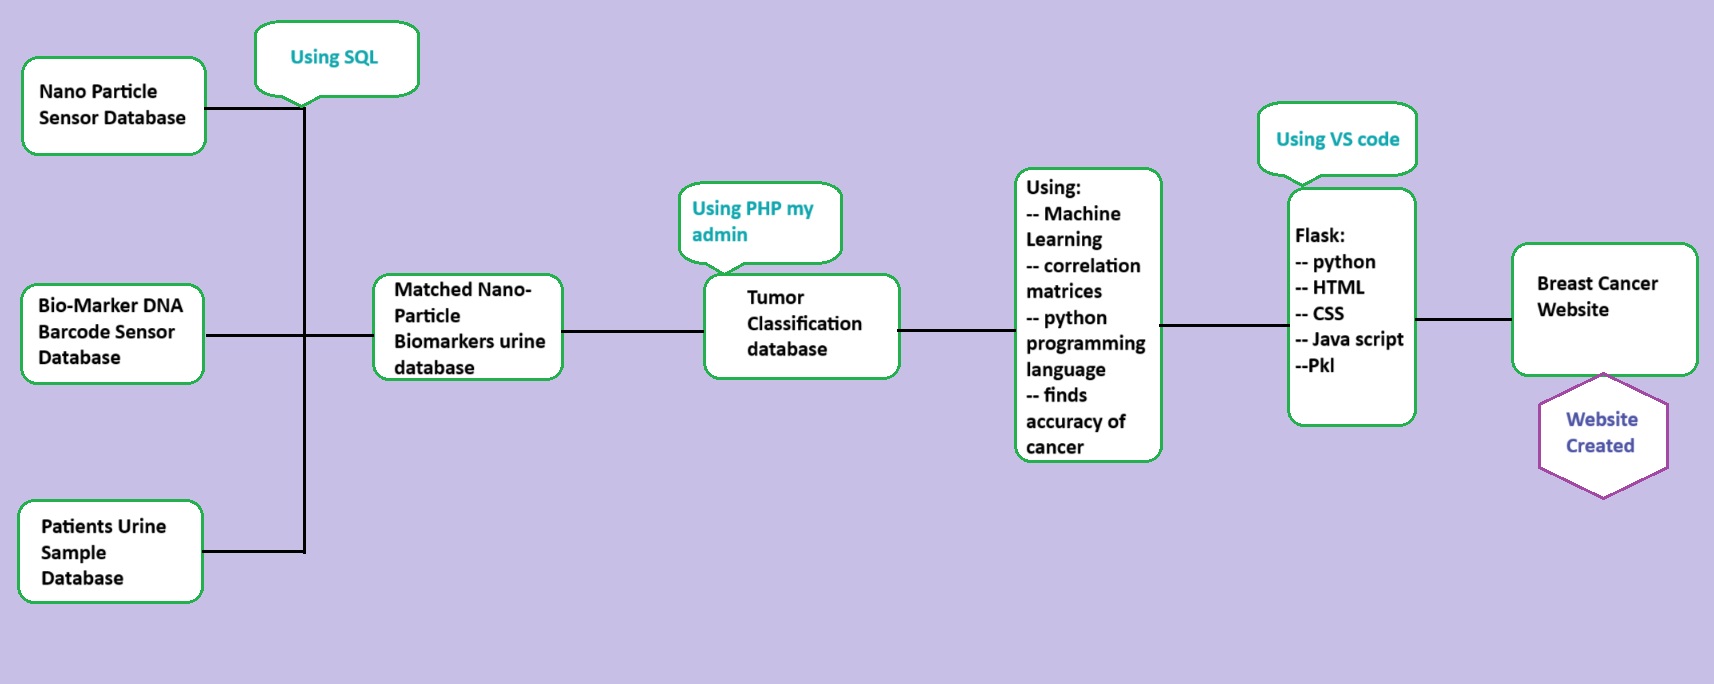 Using SQL
Nano Particle
Sensor Database
Using VS code
Using PHP my
admin
Using:
-- Machine
Learning
-- correlation
matrices
-- python
programming
language
-- finds
accuracy of
cancer
Flask:
-- python
-- HTML
-- CSS
-- Java script
--Pkl
Breast Cancer
Website
Bio-Marker DNA
Barcode Sensor
Database
Matched Nano-
Particle
Biomarkers urine
database
Tumor
Classification
database
Website
Created
Patients Urine
Sample
Database